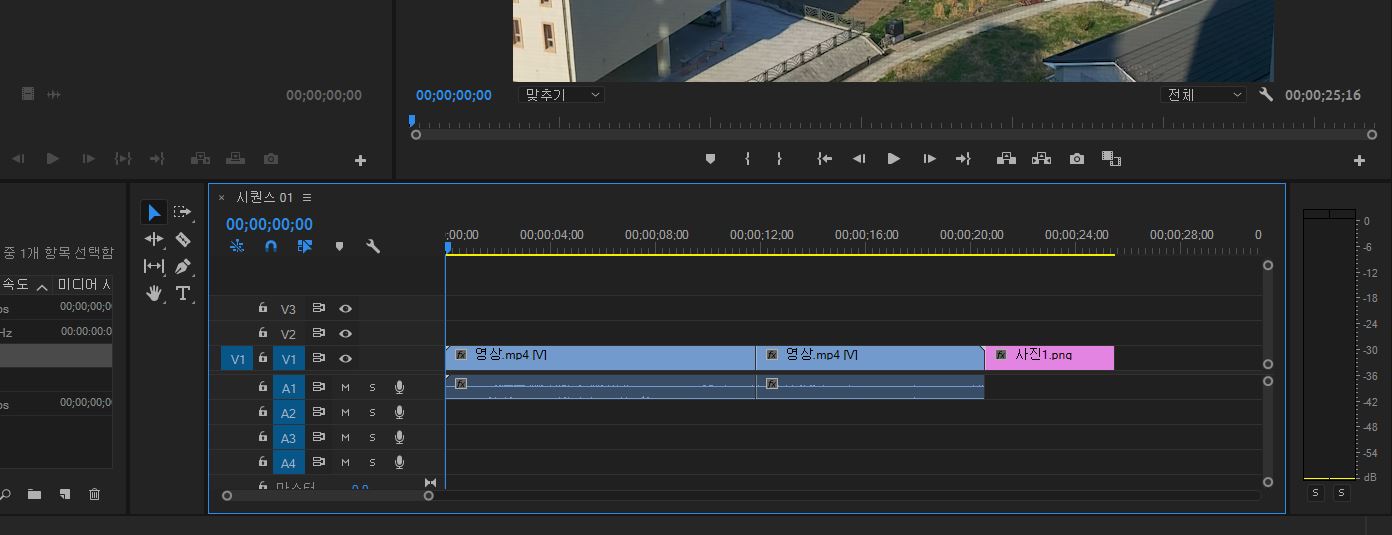 00;00;00;00
00;00;00;00
맞추기
전체
00;00;25;16
× 시퀀스 01
00;00;00;00
;00;00
00;00;04;00
00;00;08;00
00;00;12;00
00;00;16;00
00;00;20;00
00;00;24;00
00;00;28;00
0
중 1개 항목 선택함
속도
미디어 시
ps
00;00;00;0
Hz
00:00:00:0
ps
00;00;00;0
T
V3
V2
V1 V1
fx 영상.mp4 [V]
fx 영상.mp4 [V]
fx 사진1.png
A1 M S
fx
fx
A2 M S
A3 M S
A4 M S
마스터 0.0
0
-6
-12
-18
-24
-30
-36
-42
-48
-54
dB
S S